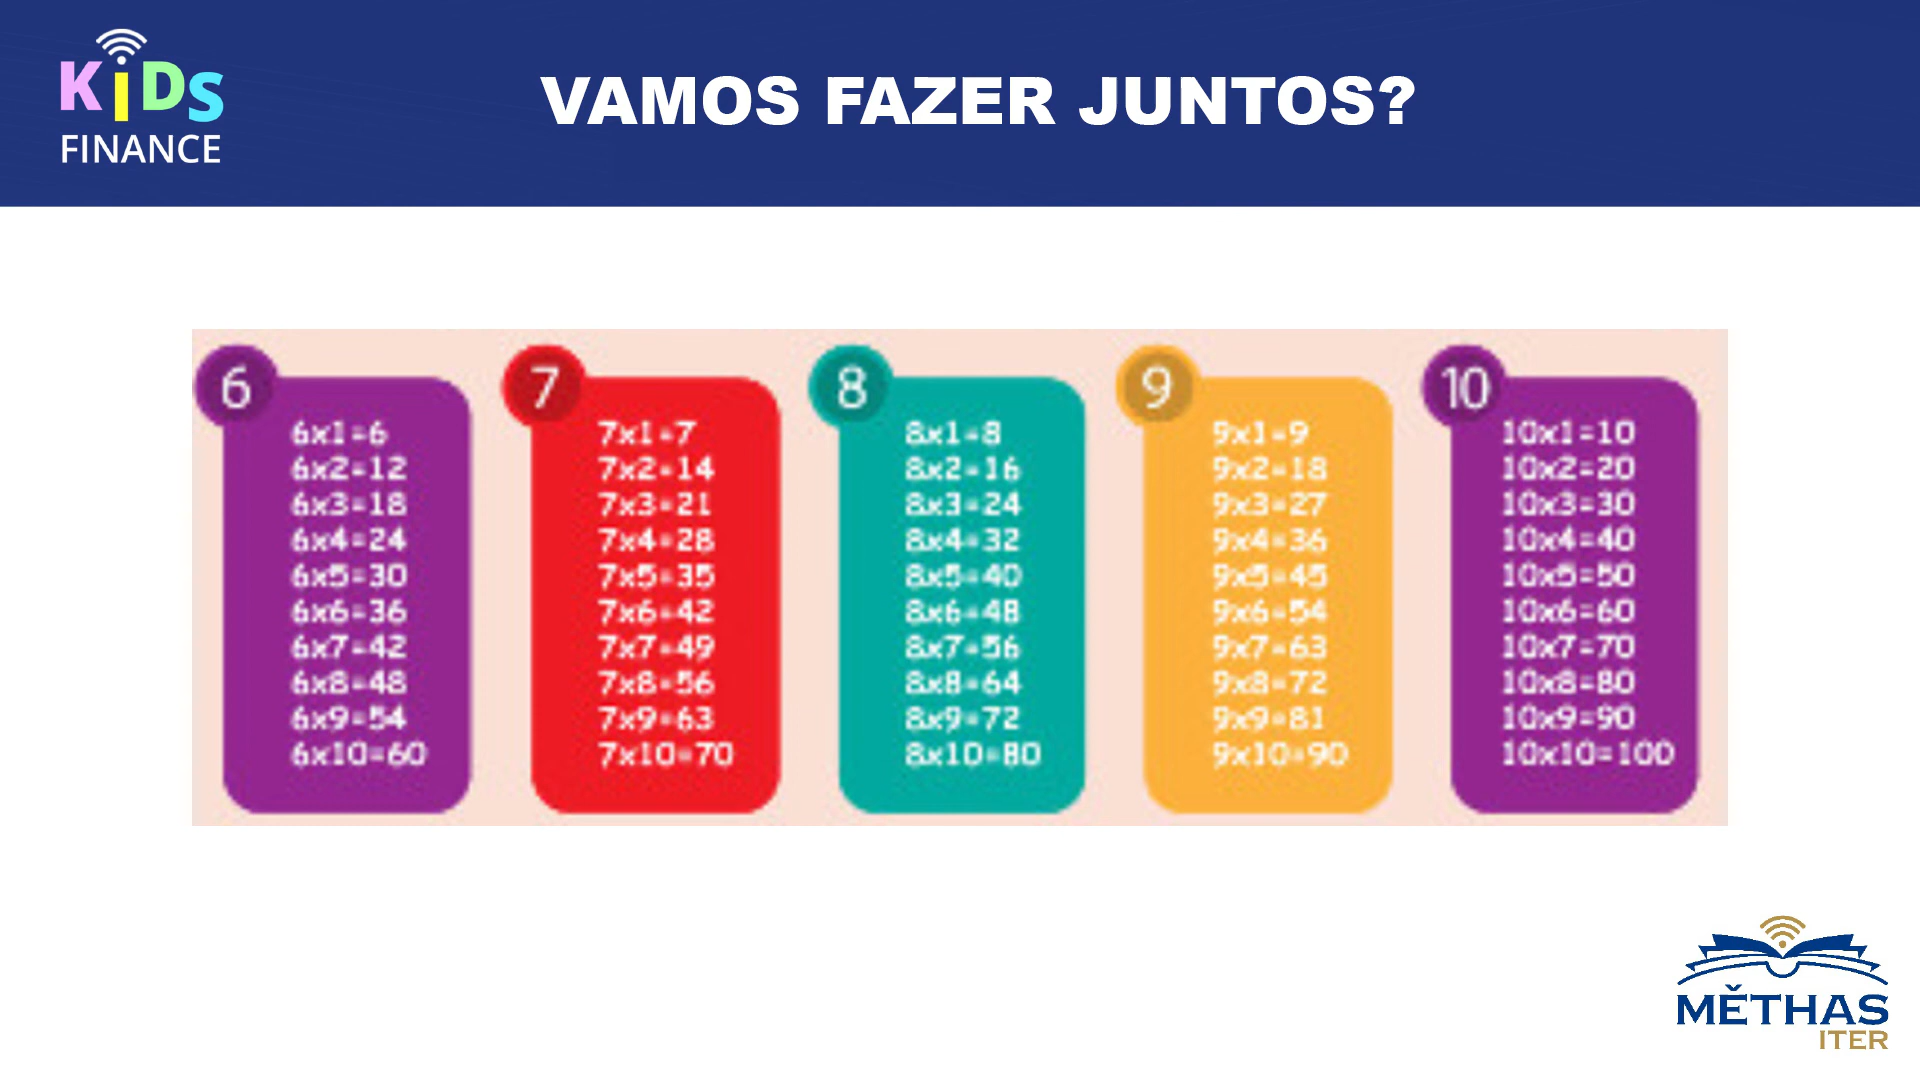 KiDs
FINANCE
VAMOS FAZER JUNTOS?
6
6x1=6
6x2=12
6x3=18
6x4=24
6x5=30
6x6=36
6x7=42
6x8=48
6x9=54
6x10=60
7
7x1=7
7x2=14
7x3=21
7x4=28
7x5=35
7x6=42
7x7=49
7x8=56
7x9=63
7x10=70
8
8x1=8
8x2=16
8x3=24
8x4=32
8x5=40
8x6=48
8x7=56
8x8=64
8x9=72
8x10=80
9
9x1=9
9x2=18
9x3=27
9x4=36
9x5=45
9x6=54
9x7=63
9x8=72
9x9=81
9x10=90
10
10x1=10
10x2=20
10x3=30
10x4=40
10x5=50
10x6=60
10x7=70
10x8=80
10x9=90
10x10=100
MĚTHAS
ITER